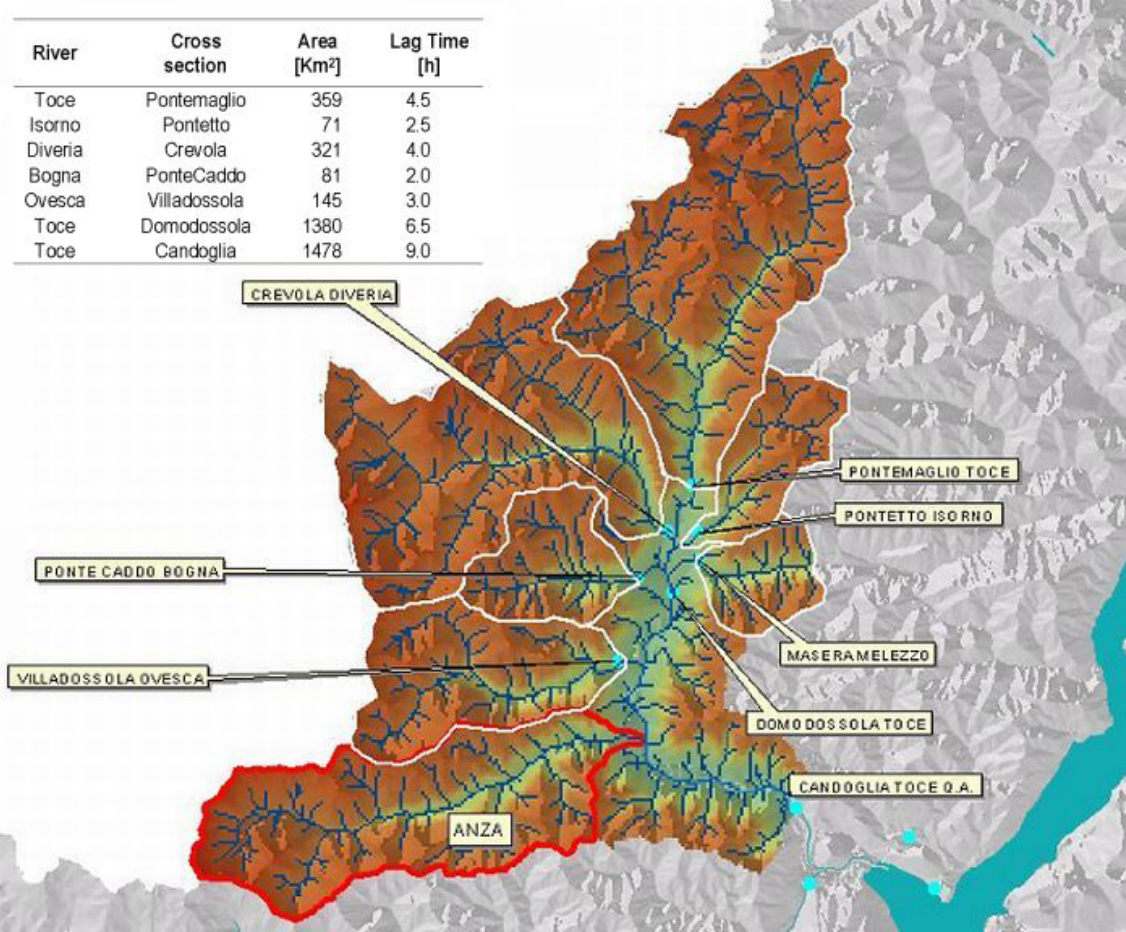 River Cross section Area [Km²] Lag Time [h]
Toce Pontemaglio 359 4.5
Isorno Pontetto 71 2.5
Diveria Crevola 321 4.0
Bogna PonteCaddo 81 2.0
Ovesca Villadossola 145 3.0
Toce Domodossola 1380 6.5
Toce Candoglia 1478 9.0
CREVOLA DIVERIA
PONTEMAGLIO TOCE
PONTETTO ISORNO
PONTE CADDO BOGNA
MASERA MELEZZO
VILLADOSSOLA OVESCA
DOMODOSSOLA TOCE
CANDOGLIA TOCE Q.A.
ANZA